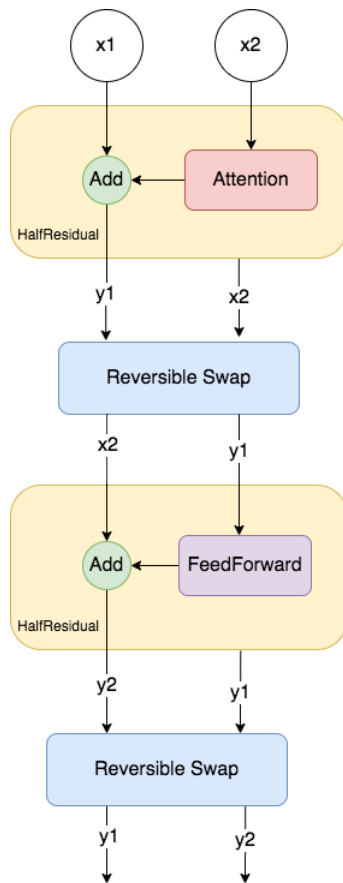 x1
x2
Add
Attention
HalfResidual
y1
x2
Reversible Swap
x2
y1
Add
FeedForward
HalfResidual
y2
y1
Reversible Swap
y1
y2